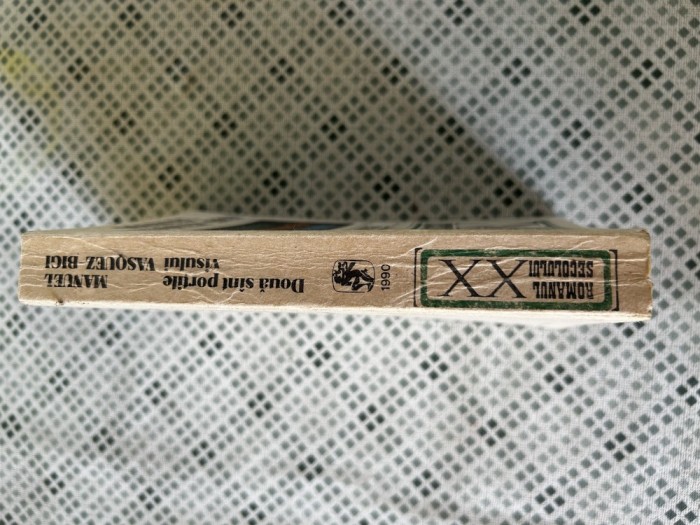 MANUEL
VASQUEZ BIGI
Două sînt porțile
visului
1990
ROMANUL
SECOLULUI
XX